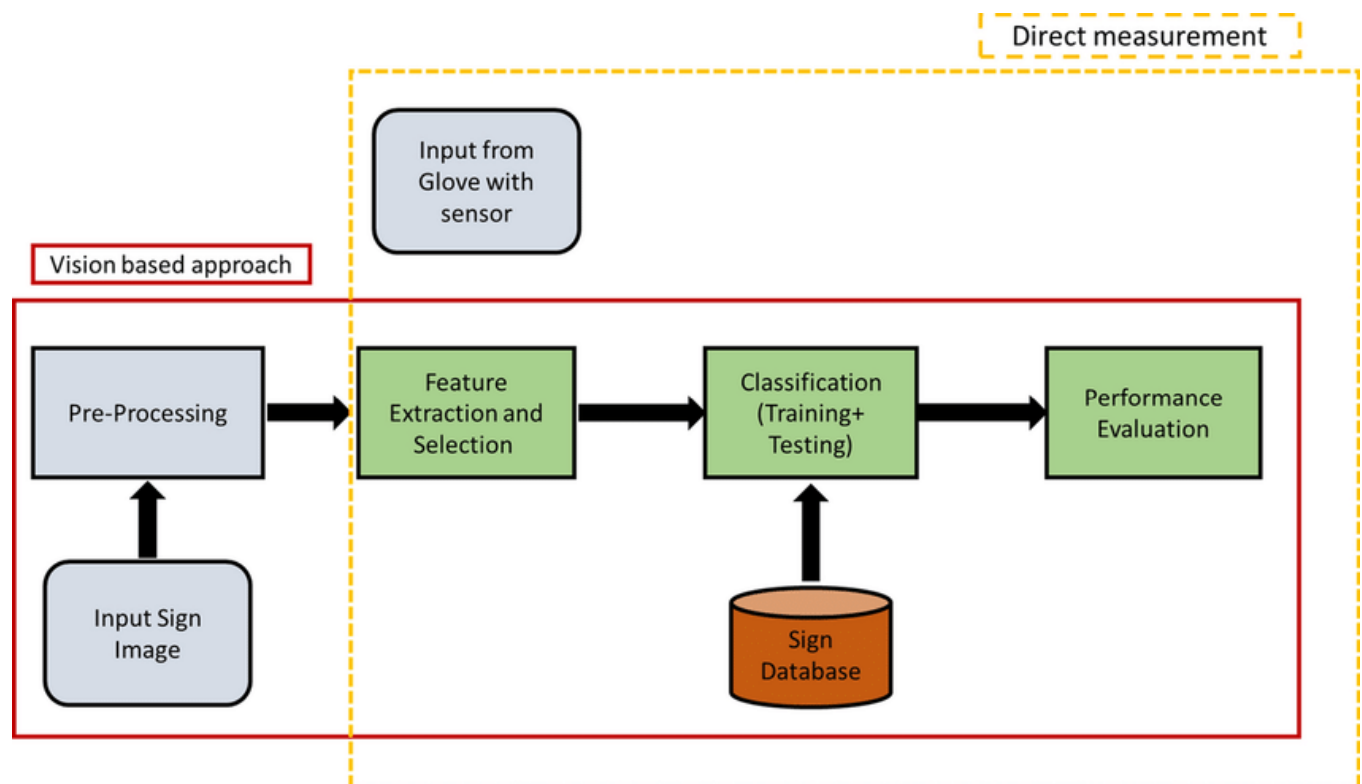 Direct measurement
Input from
Glove with
sensor
Vision based approach
Pre-Processing
Feature
Extraction and
Selection
Classification
(Training+
Testing)
Performance
Evaluation
Input Sign
Image
Sign
Database